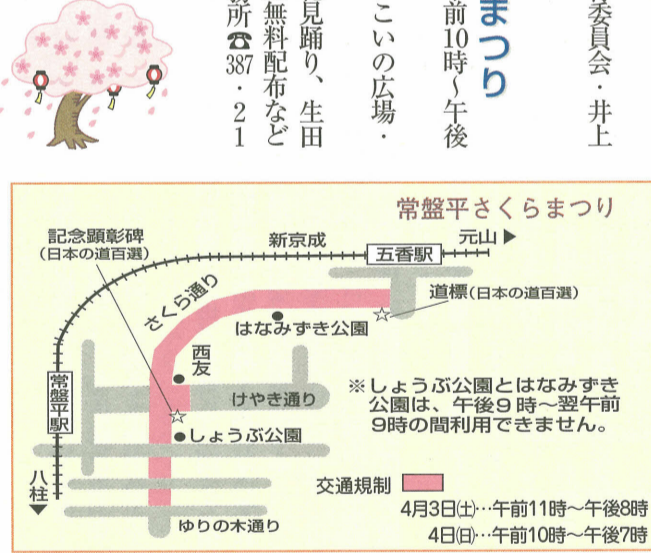 委員会・井上
まつり
前10時～午後
こいの広場・
見踊り、生田
無料配布など
所☎387・21
常盤平さくらまつり
記念顕彰碑
(日本の道百選)
新京成
五香駅
元山▶
さくら通り
道標(日本の道百選)
はなみずき公園
西友
けやき通り
常盤平駅
しょうぶ公園
八柱
▼
ゆりの木通り
※しょうぶ公園とはなみずき
公園は、午後9時～翌午前
9時の間利用できません。
交通規制
4月3日㈯…午前11時～午後8時
4日㈰…午前10時～午後7時